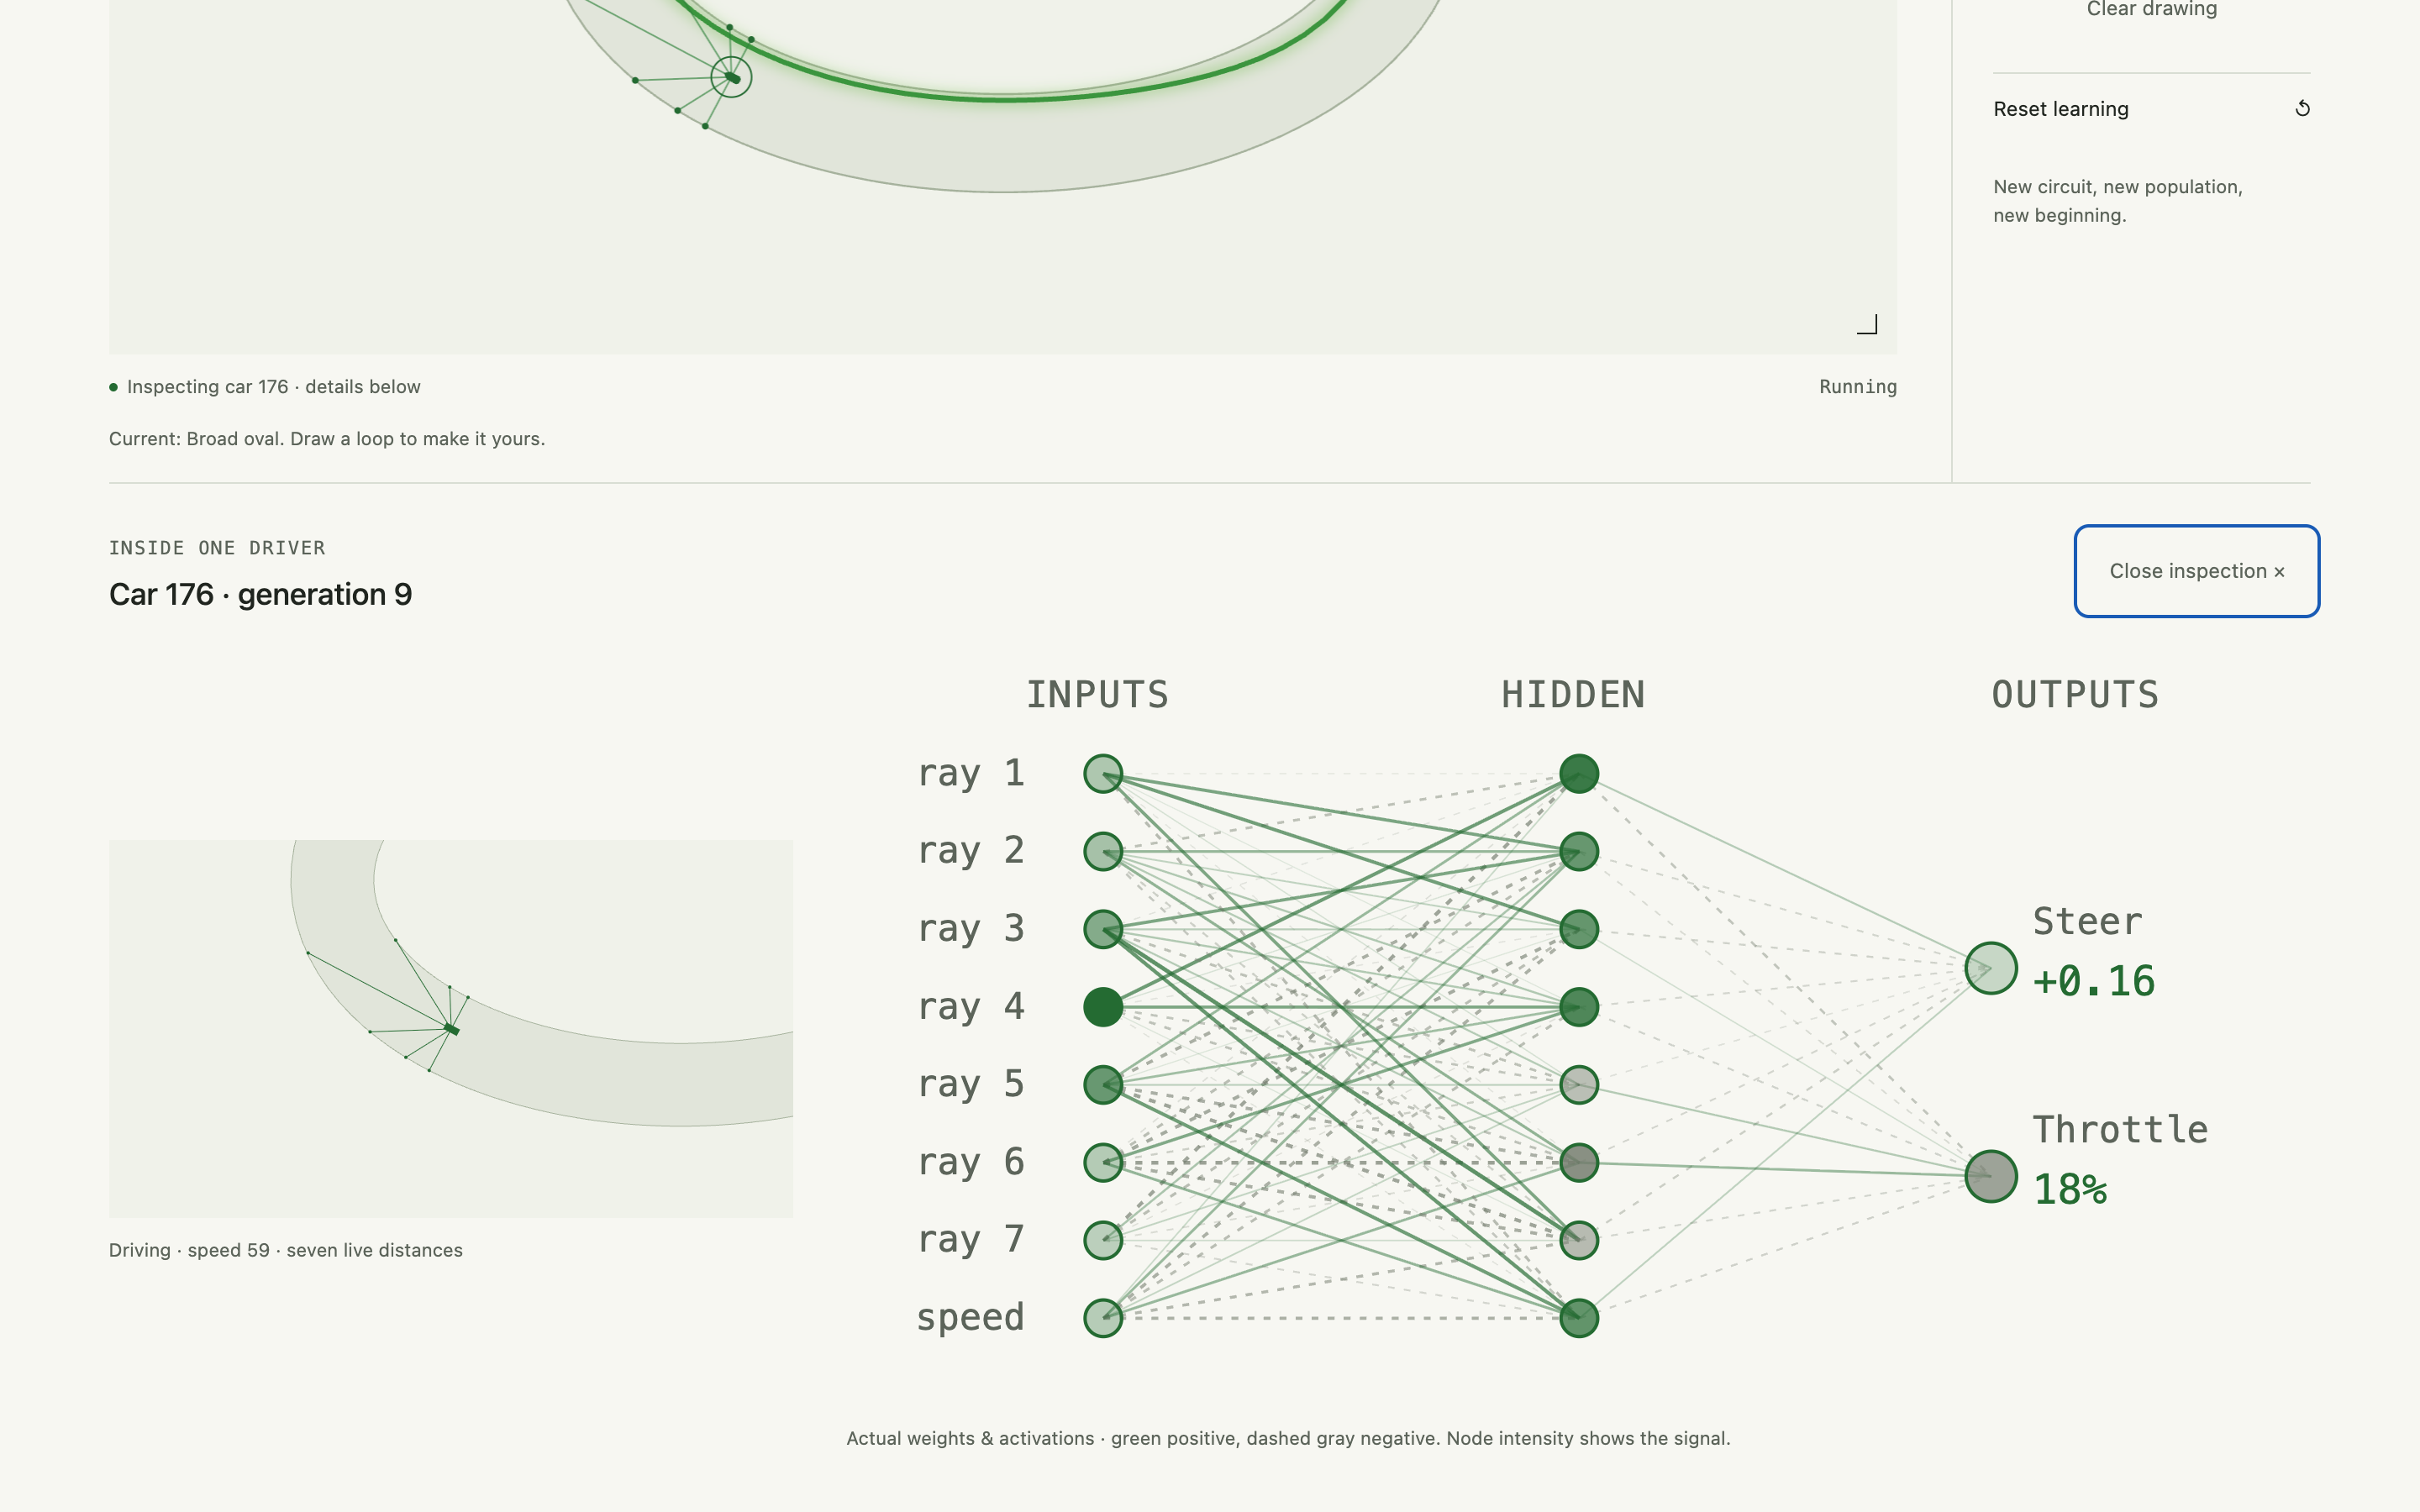 Clear drawing
Reset learning
New circuit, new population,
new beginning.
Inspecting car 176 · details below
Running
Current: Broad oval. Draw a loop to make it yours.
INSIDE ONE DRIVER
Car 176 · generation 9
Close inspection ×
INPUTS
HIDDEN
OUTPUTS
ray 1
ray 2
ray 3
ray 4
ray 5
ray 6
ray 7
speed
Steer
+0.16
Throttle
18%
Driving · speed 59 · seven live distances
Actual weights & activations · green positive, dashed gray negative. Node intensity shows the signal.